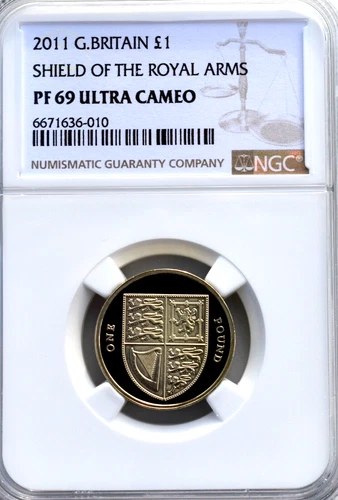 2011 G.BRITAIN £1
SHIELD OF THE ROYAL ARMS
PF 69 ULTRA CAMEO
6671636-010
NUMISMATIC GUARANTY COMPANY NGC®
ONE POUND